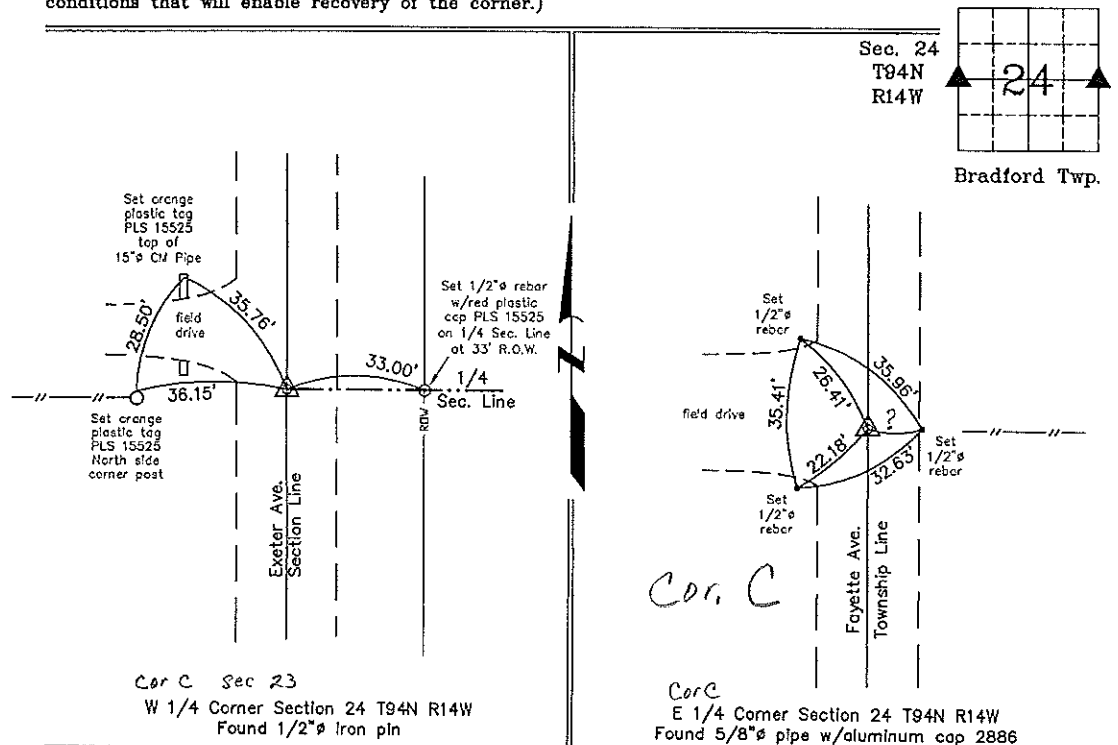 conditions that will enable recovery of the corner.)
Sec. 24
T94N
R14W
24
Bradford Twp.
Set orange
plastic tag
PLS 15525
top of
15"ø CM Pipe
28.50'
35.76'
field
drive
36.15'
33.00'
Set 1/2"ø rebar
w/red plastic
cap PLS 15525
on 1/4 Sec. Line
at 33' R.O.W.
1/4
Sec. Line
ROW
Set orange
plastic tag
PLS 15525
North side
corner post
Exeter Ave.
Section Line
Cor C Sec 23
W 1/4 Corner Section 24 T94N R14W
Found 1/2"ø iron pin
Z
Set
1/2"ø
rebar
35.96'
26.41'
35.41'
field drive
?
22.18'
32.63'
Set
1/2"ø
rebar
Set
1/2"ø
rebar
Cor. C
Fayette Ave.
Township Line
Cor C
E 1/4 Corner Section 24 T94N R14W
Found 5/8"ø pipe w/aluminum cap 2886